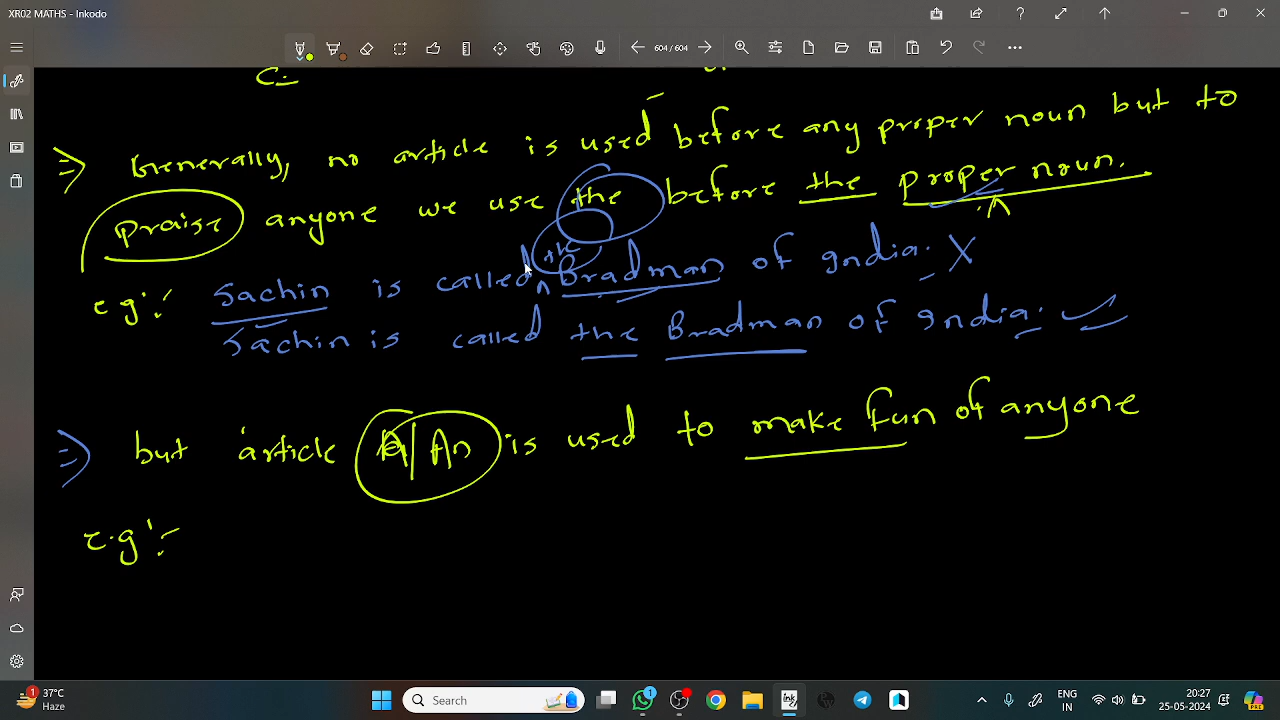 XR02 MATHS - Inkodo
604/604
⇒ Generally, no article is used before any proper noun but to
praise anyone we use the before the proper noun.
e.g:- Sachin is called the Bradman of India. X
Sachin is called the Bradman of India. ✓
⇒ but article A/An is used to make fun of anyone
e.g:-
37°C
Haze
Search
ENG
IN
20:27
25-05-2024